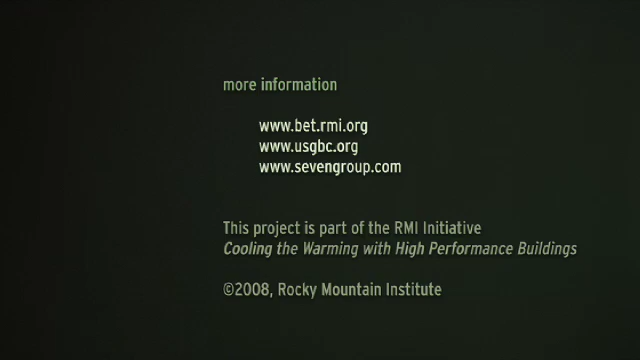 more information
www.bet.rmi.org
www.usgbc.org
www.sevengroup.com
This project is part of the RMI Initiative
Cooling the Warming with High Performance Buildings
©2008, Rocky Mountain Institute